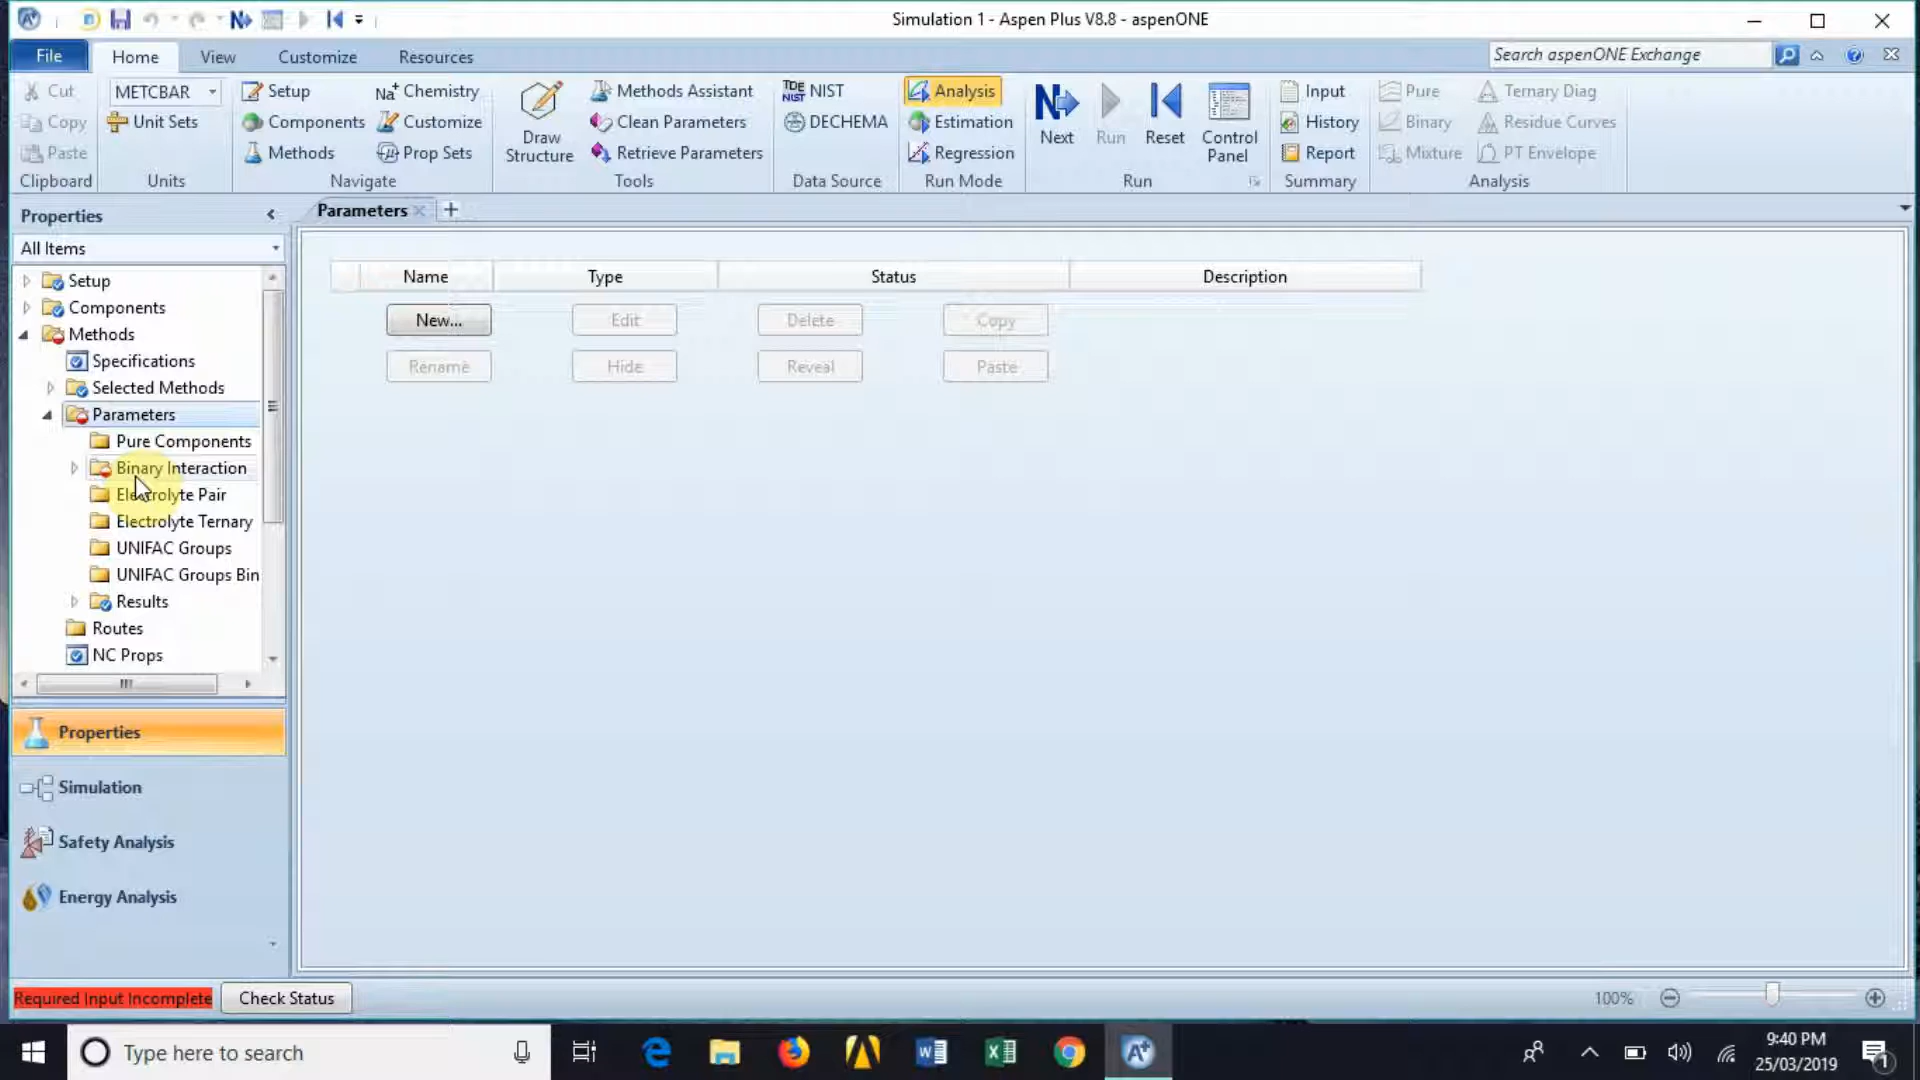 Simulation 1 - Aspen Plus V8.8 - aspenONE
File Home View Customize Resources
Search aspenONE Exchange
Cut METCBAR Setup Na+ Chemistry Methods Assistant TDE NIST NIST Analysis Input Pure Ternary Diag
Copy Unit Sets Components Customize Clean Parameters DECHEMA Estimation Next Run Reset Control Panel History Binary Residue Curves
Paste Methods Prop Sets Draw Structure Retrieve Parameters Regression Report Mixture PT Envelope
Clipboard Units Navigate Tools Data Source Run Mode Run Summary Analysis
Properties
Parameters
All Items
Setup
Components
Methods
Specifications
Selected Methods
Parameters
Pure Components
Binary Interaction
Electrolyte Pair
Electrolyte Ternary
UNIFAC Groups
UNIFAC Groups Bin
Results
Routes
NC Props
Name Type Status Description
New... Edit Delete Copy
Rename Hide Reveal Paste
Properties
Simulation
Safety Analysis
Energy Analysis
Required Input Incomplete Check Status
100%
Type here to search
9:40 PM
25/03/2019
1